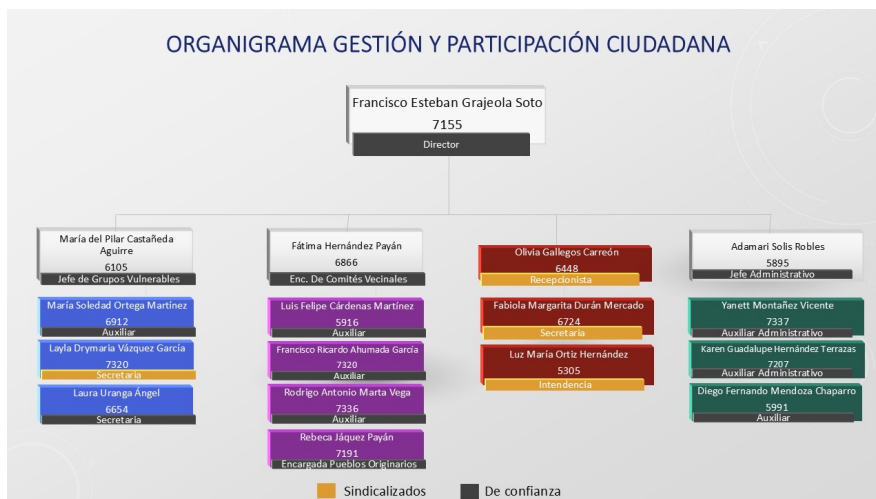 ORGANIGRAMA GESTIÓN Y PARTICIPACIÓN CIUDADANA
Francisco Esteban Grajeola Soto
7155
Director
María del Pilar Castañeda
Aguirre
6105
Jefe de Grupos Vulnerables
María Soledad Ortega Martínez
6912
Auxiliar
Layla Drymaria Vázquez García
7320
Secretaria
Laura Uranga Ángel
6654
Secretaria
Fátima Hernández Payán
6866
Enc. De Comités Vecinales
Luis Felipe Cárdenas Martínez
5916
Auxiliar
Francisco Ricardo Ahumada García
7320
Auxiliar
Rodrigo Antonio Marta Vega
7336
Auxiliar
Rebeca Jáquez Payán
7191
Encargada Pueblos Originarios
Olivia Gallegos Carreón
6448
Recepcionista
Fabiola Margarita Durán Mercado
6724
Secretaria
Luz María Ortiz Hernández
5305
Intendencia
Adamari Solis Robles
5895
Jefe Administrativo
Yanett Montañez Vicente
7337
Auxiliar Administrativo
Karen Guadalupe Hernández Terrazas
7207
Auxiliar Administrativo
Diego Fernando Mendoza Chaparro
5991
Auxiliar
Sindicalizados
De confianza